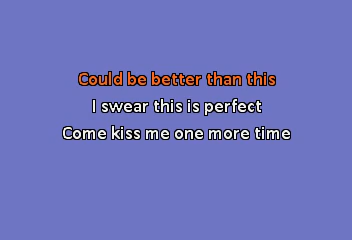 Could be better than this
I swear this is perfect
Come kiss me one more time